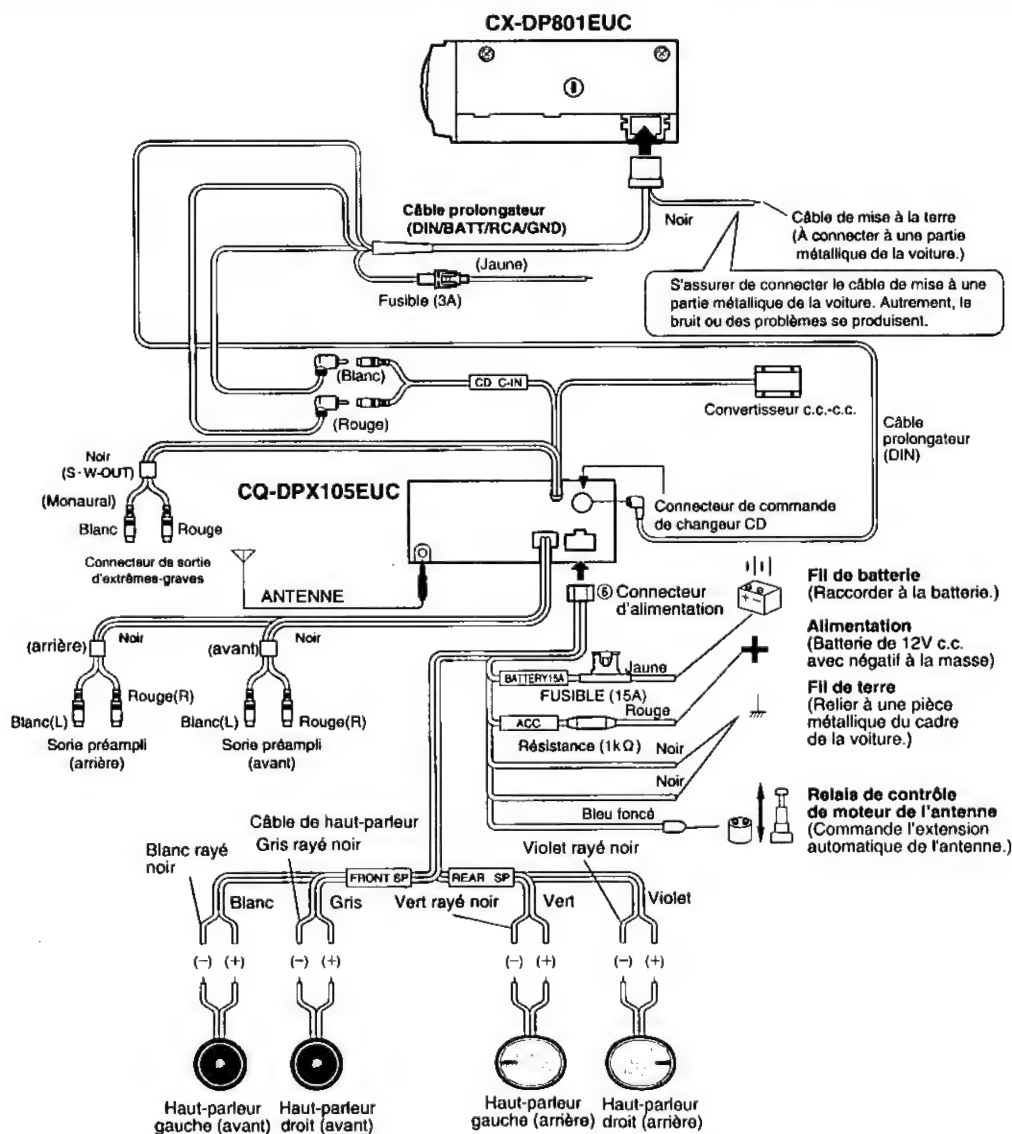 CX-DP801EUC
Câble prolongateur
(DIN/BATT/RCA/GND)
Noir
Câble de mise à la terre
(À connecter à une partie
métallique de la voiture.)
(Jaune)
Fusible (3A)
S'assurer de connecter le câble de mise à une
partie métallique de la voiture. Autrement, le
bruit ou des problèmes se produisent.
(Blanc)
CD C-IN
(Rouge)
Convertisseur c.c.-c.c.
Câble
prolongateur
(DIN)
Noir
(S·W-OUT)
(Monaural)
Blanc
Rouge
Connecteur de sortie
d'extrêmes-graves
CQ-DPX105EUC
Connecteur de commande
de changeur CD
ANTENNE
⑥ Connecteur
d'alimentation
Fil de batterie
(Raccorder à la batterie.)
Alimentation
(Batterie de 12V c.c.
avec négatif à la masse)
Fil de terre
(Relier à une pièce
métallique du cadre
de la voiture.)
Relais de contrôle
de moteur de l'antenne
(Commande l'extension
automatique de l'antenne.)
(arrière)
Noir
(avant)
Noir
Blanc(L)
Rouge(R)
Blanc(L)
Rouge(R)
Sorie préampli
(arrière)
Sorie préampli
(avant)
BATTERY 15A
Jaune
FUSIBLE (15A)
ACC
Rouge
Résistance (1kΩ)
Noir
Noir
Bleu foncé
Câble de haut-parleur
Blanc rayé
noir
Gris rayé noir
Violet rayé noir
FRONT SP
REAR SP
Blanc
Gris
Vert rayé noir
Vert
Violet
(−) (+)
(−) (+)
(−) (+)
(−) (+)
Haut-parleur
gauche (avant)
Haut-parleur
droit (avant)
Haut-parleur
gauche (arrière)
Haut-parleur
droit (arrière)